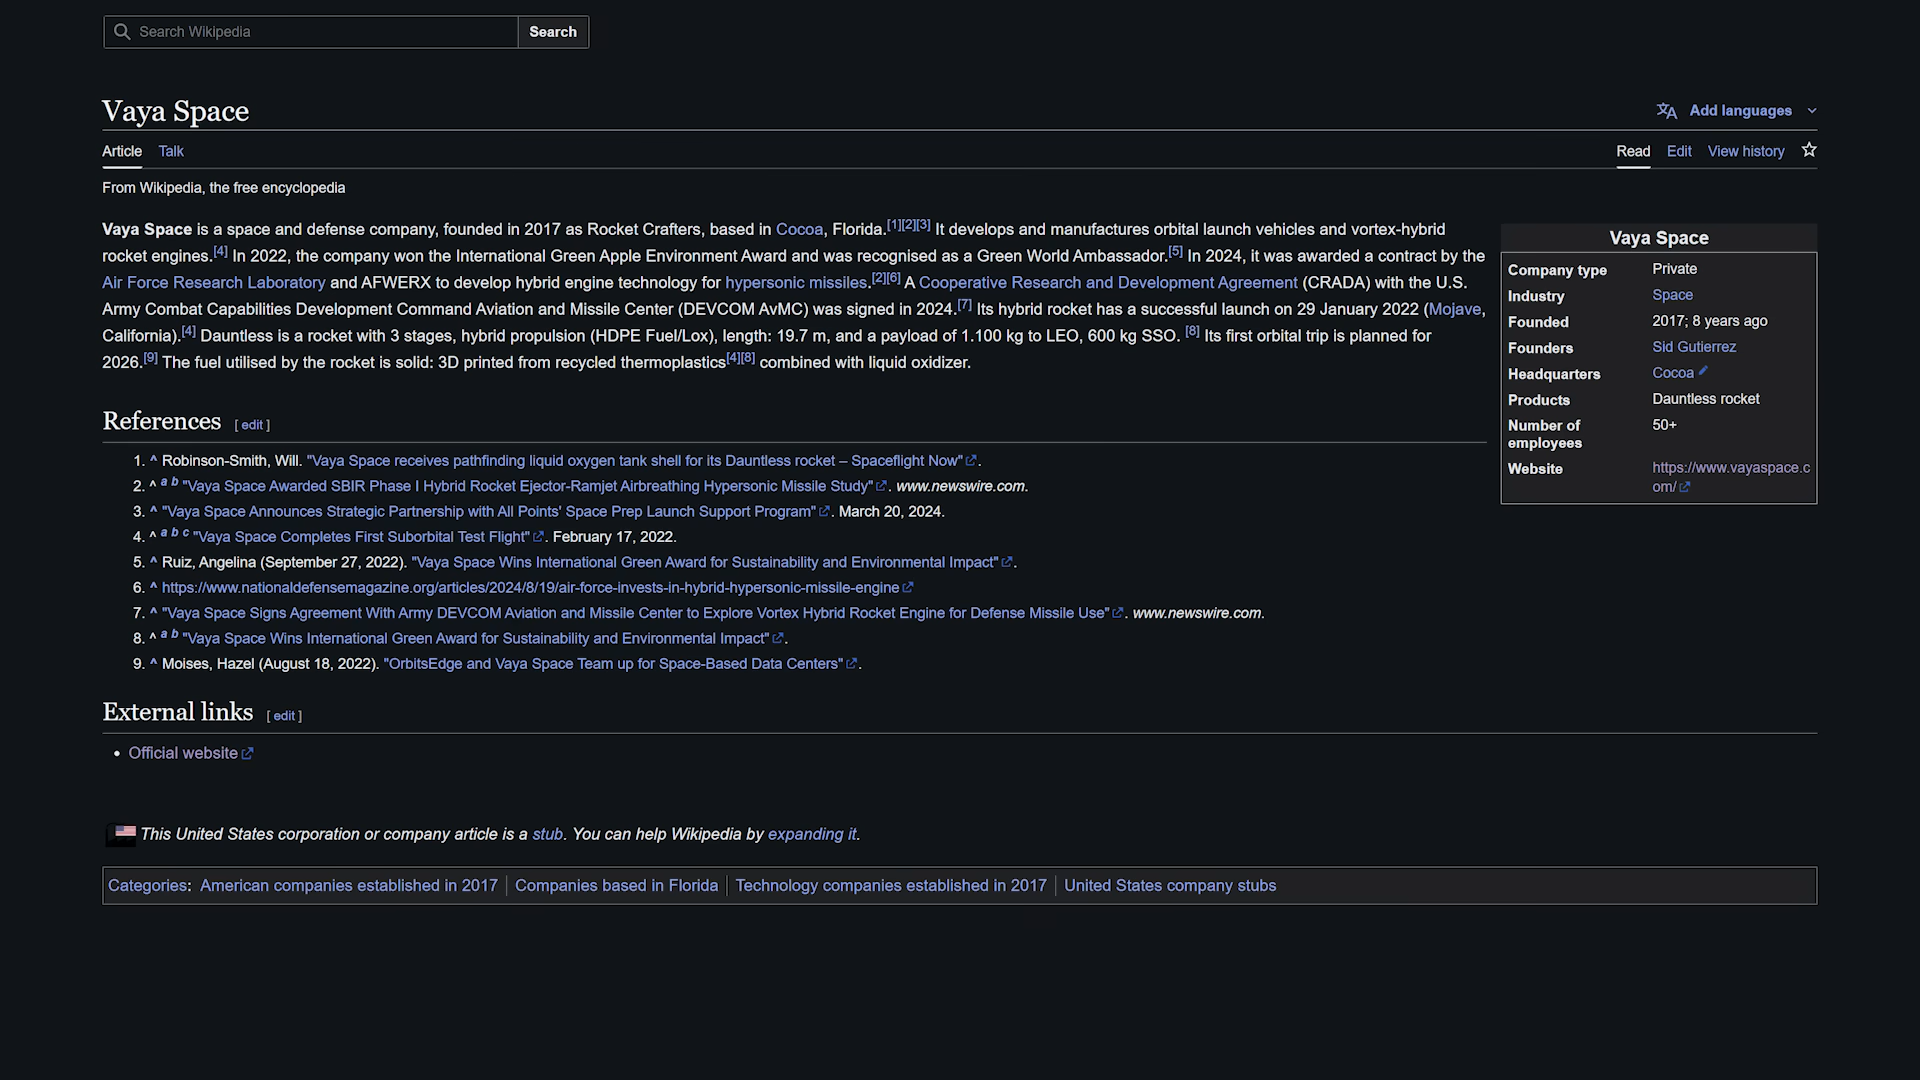 Search Wikipedia
Search
Vaya Space
Add languages
Article Talk
Read Edit View history
From Wikipedia, the free encyclopedia
Vaya Space is a space and defense company, founded in 2017 as Rocket Crafters, based in Cocoa, Florida.[1][2][3] It develops and manufactures orbital launch vehicles and vortex-hybrid
rocket engines.[4] In 2022, the company won the International Green Apple Environment Award and was recognised as a Green World Ambassador.[5] In 2024, it was awarded a contract by the
Air Force Research Laboratory and AFWERX to develop hybrid engine technology for hypersonic missiles.[2][6] A Cooperative Research and Development Agreement (CRADA) with the U.S.
Army Combat Capabilities Development Command Aviation and Missile Center (DEVCOM AvMC) was signed in 2024.[7] Its hybrid rocket has a successful launch on 29 January 2022 (Mojave,
California).[4] Dauntless is a rocket with 3 stages, hybrid propulsion (HDPE Fuel/Lox), length: 19.7 m, and a payload of 1.100 kg to LEO, 600 kg SSO. [8] Its first orbital trip is planned for
2026.[9] The fuel utilised by the rocket is solid: 3D printed from recycled thermoplastics[4][8] combined with liquid oxidizer.
Vaya Space
Company type Private
Industry Space
Founded 2017; 8 years ago
Founders Sid Gutierrez
Headquarters Cocoa
Products Dauntless rocket
Number of employees 50+
Website https://www.vayaspace.c
om/
References [ edit ]
1. ^ Robinson-Smith, Will. "Vaya Space receives pathfinding liquid oxygen tank shell for its Dauntless rocket – Spaceflight Now".
2. ^ a b "Vaya Space Awarded SBIR Phase I Hybrid Rocket Ejector-Ramjet Airbreathing Hypersonic Missile Study". www.newswire.com.
3. ^ "Vaya Space Announces Strategic Partnership with All Points' Space Prep Launch Support Program". March 20, 2024.
4. ^ a b c "Vaya Space Completes First Suborbital Test Flight". February 17, 2022.
5. ^ Ruiz, Angelina (September 27, 2022). "Vaya Space Wins International Green Award for Sustainability and Environmental Impact".
6. ^ https://www.nationaldefensemagazine.org/articles/2024/8/19/air-force-invests-in-hybrid-hypersonic-missile-engine
7. ^ "Vaya Space Signs Agreement With Army DEVCOM Aviation and Missile Center to Explore Vortex Hybrid Rocket Engine for Defense Missile Use". www.newswire.com.
8. ^ a b "Vaya Space Wins International Green Award for Sustainability and Environmental Impact".
9. ^ Moises, Hazel (August 18, 2022). "OrbitsEdge and Vaya Space Team up for Space-Based Data Centers".
External links [ edit ]
• Official website
This United States corporation or company article is a stub. You can help Wikipedia by expanding it.
Categories: American companies established in 2017 | Companies based in Florida | Technology companies established in 2017 | United States company stubs